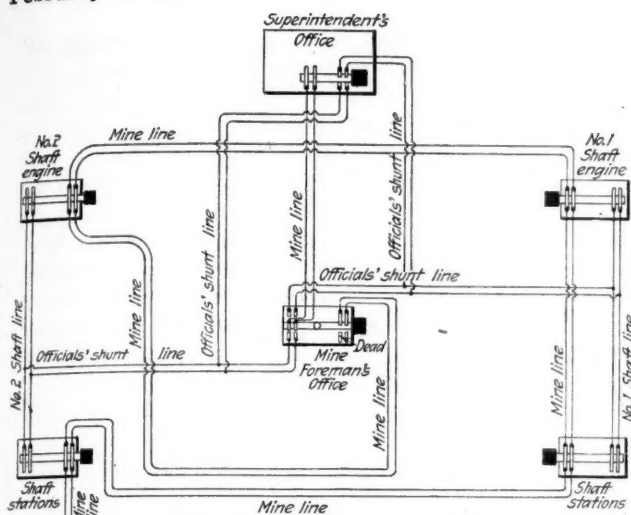 Superintendent's
Office
No.2
Shaft
engine
Mine line
No.1
Shaft
engine
Mine line
Officials' shunt line
Officials' shunt line
Mine line
Officials' shunt line
Mine line
No.2 Shaft line
Officials' shunt line
Dead
Mine
Foreman's
Office
Mine line
No.1 Shaft line
Shaft
stations
Mine
line
Mine line
Shaft
stations